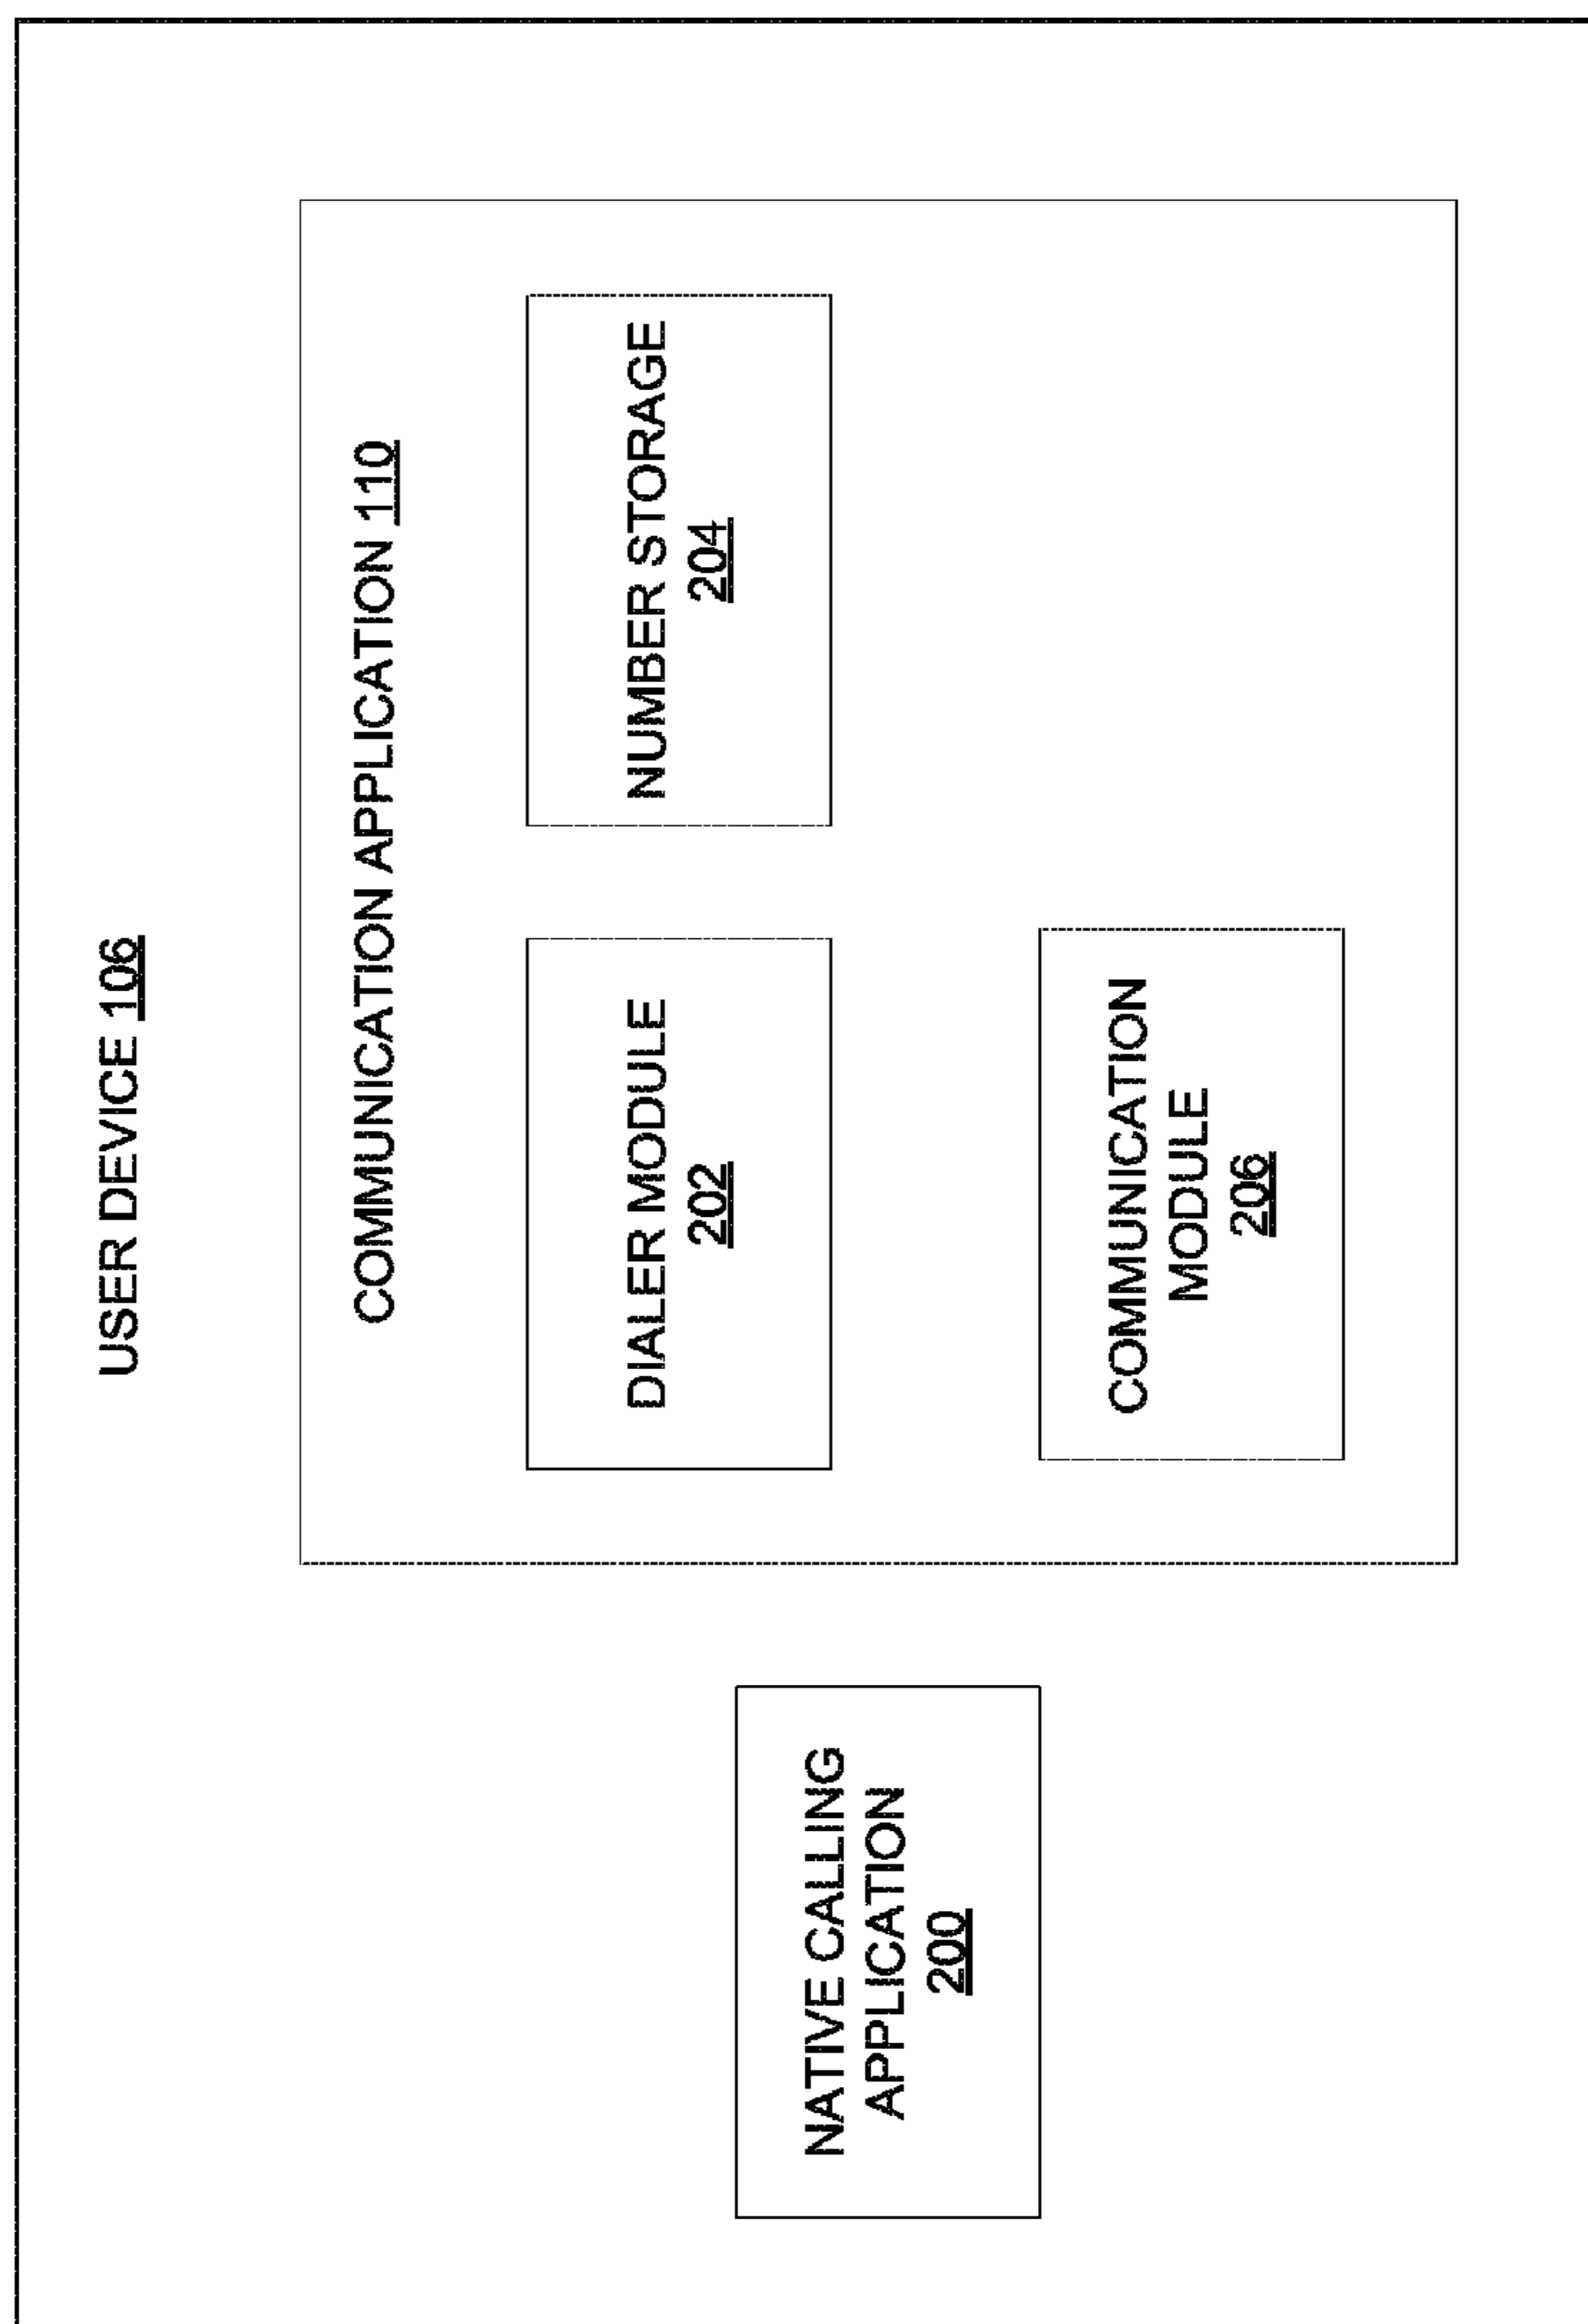 USER DEVICE 106
COMMUNICATION APPLICATION 110
NATIVE CALLING
APPLICATION
200
DIALER MODULE
202
NUMBER STORAGE
204
COMMUNICATION
MODULE
206